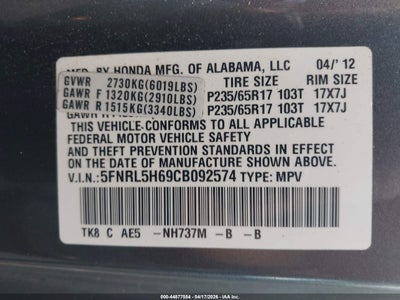 MFD. BY HONDA MFG. OF ALABAMA, LLC 04/'12
GVWR 2730KG(6019LBS) TIRE SIZE RIM SIZE
GAWR F 1320KG(2910LBS) P235/65R17 103T 17X7J
GAWR R 1515KG(3340LBS) P235/65R17 103T 17X7J
THIS VEHICLE CONFORMS TO ALL APPLICABLE
FEDERAL MOTOR VEHICLE SAFETY
AND THEFT PREVENTION STANDARDS IN EFFECT
ON THE DATE OF MANUFACTURE SHOWN ABOVE.
V.I.N.:5FNRL5H69CB092574 TYPE: MPV
TK8 C AE5 -NH737M -B -B
IAA 44877554 - 04/17/2026 - IAA, Inc.